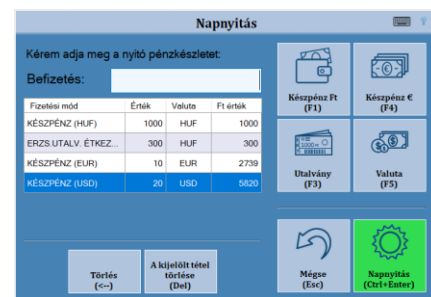 Napnyitás
Kérem adja meg a nyitó pénzkészletet:
Befizetés:
Fizetési mód Érték Valuta Ft érték
KÉSZPÉNZ (HUF) 1000 HUF 1000
ERZS.UTALV. ÉTKEZ... 300 HUF 300
KÉSZPÉNZ (EUR) 10 EUR 2739
KÉSZPÉNZ (USD) 20 USD 5820
Készpénz Ft
(F1)
Készpénz €
(F4)
Utalvány
(F3)
Valuta
(F5)
Törlés
(<--)
A kijelölt tétel
törlése
(Del)
Mégse
(Esc)
Napnyitás
(Ctrl+Enter)